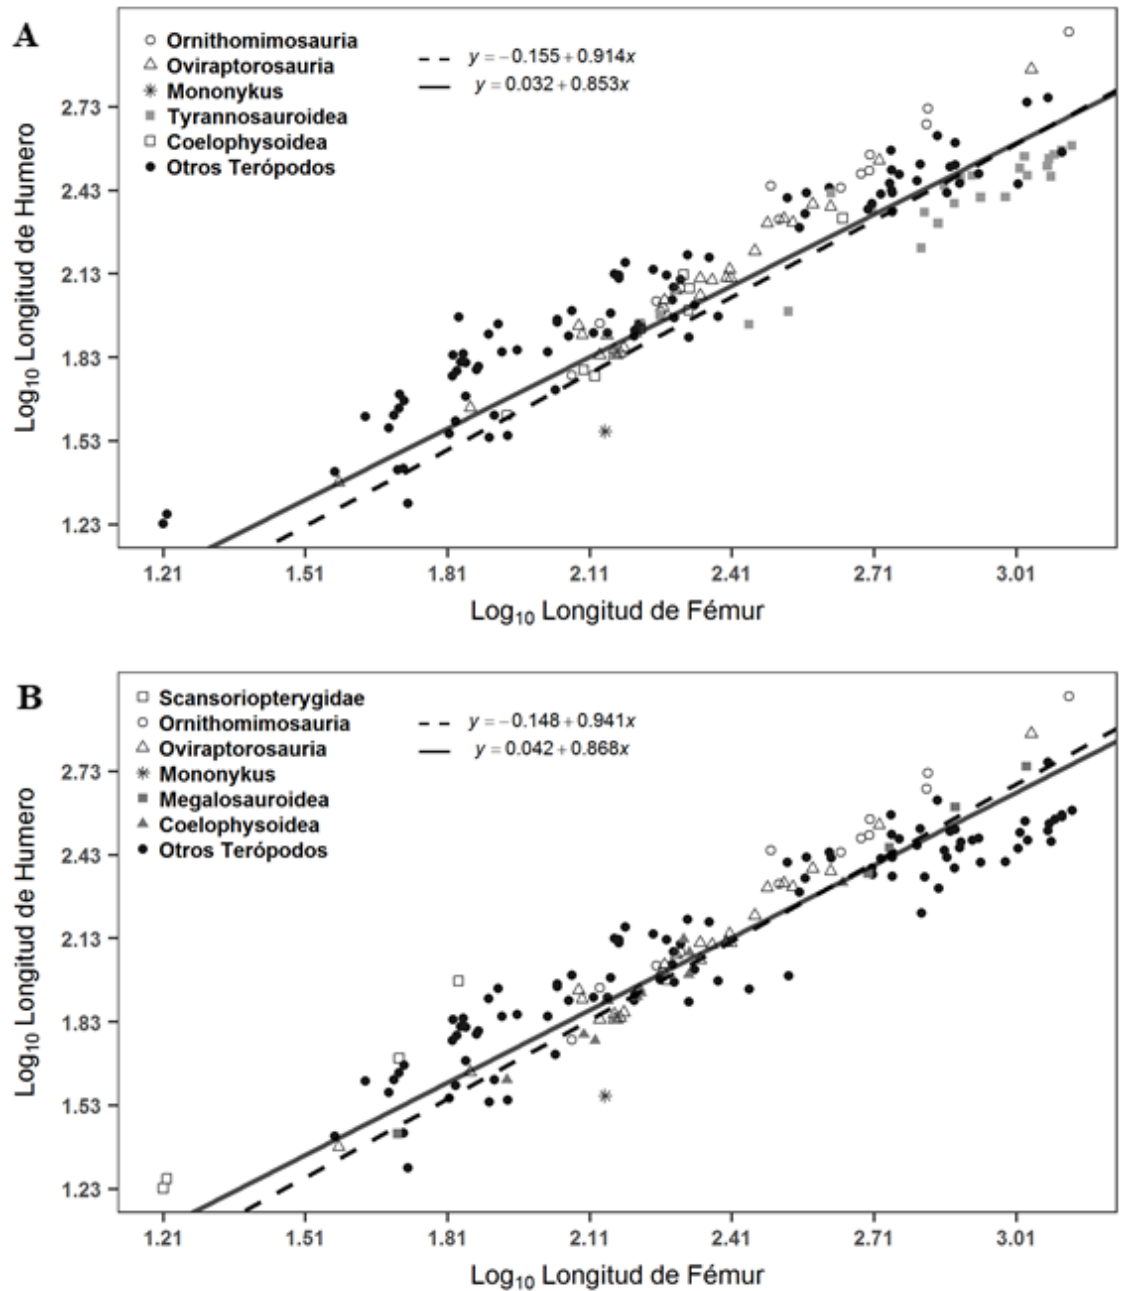 A
Ornithomimosauria
Oviraptorosauria
Mononykus
Tyrannosauroidea
Coelophysoidea
Otros Terópodos
y = −0.155 + 0.914x
y = 0.032 + 0.853x
Log10 Longitud de Humero
2.73
2.43
2.13
1.83
1.53
1.23
1.21 1.51 1.81 2.11 2.41 2.71 3.01
Log10 Longitud de Fémur
B
Scansoriopterygidae
Ornithomimosauria
Oviraptorosauria
Mononykus
Megalosauroidea
Coelophysoidea
Otros Terópodos
y = −0.148 + 0.941x
y = 0.042 + 0.868x
Log10 Longitud de Humero
2.73
2.43
2.13
1.83
1.53
1.23
1.21 1.51 1.81 2.11 2.41 2.71 3.01
Log10 Longitud de Fémur